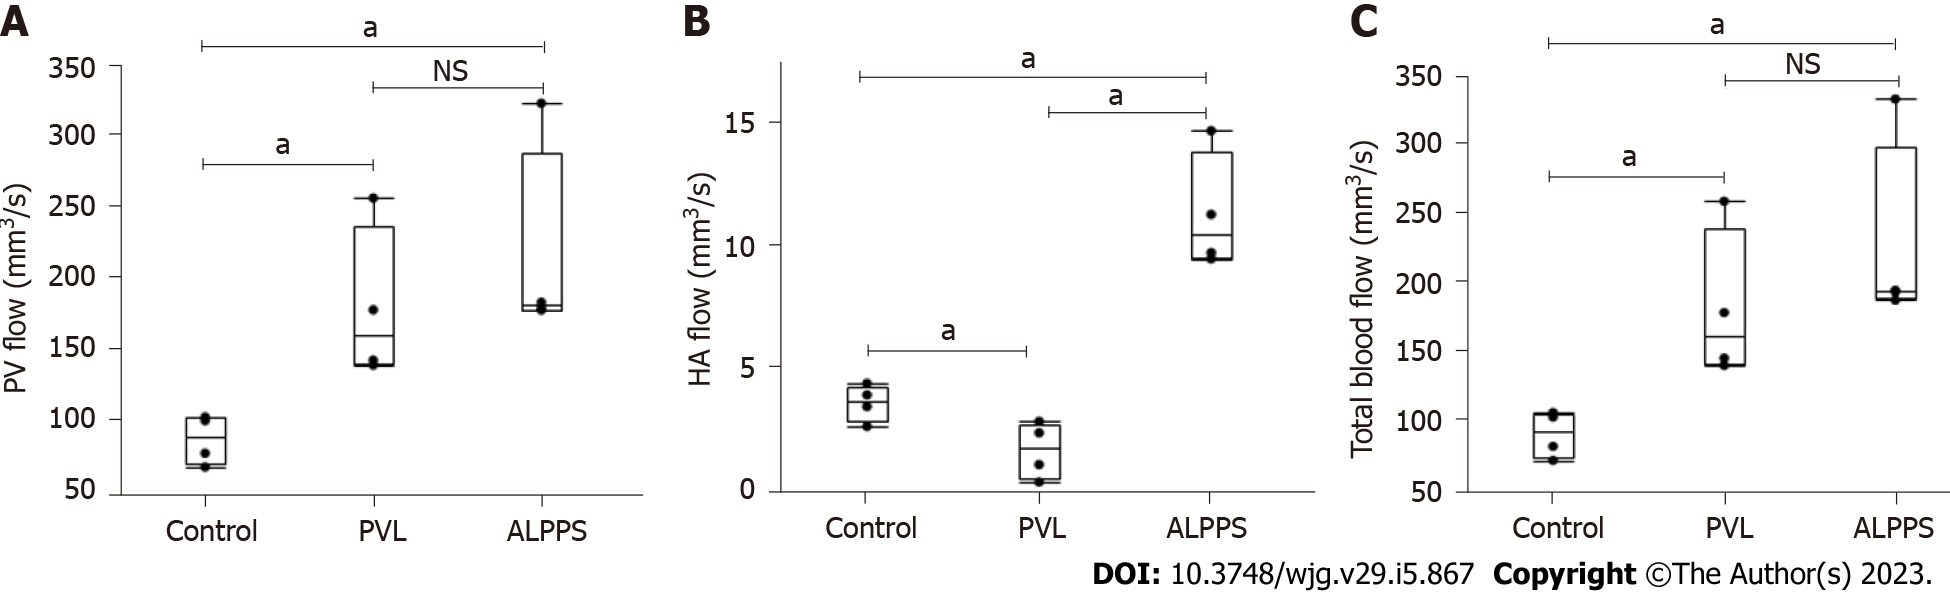 A
a
NS
a
350
300
250
200
150
100
50
PV flow (mm³/s)
Control PVL ALPPS
B
a
a
a
15
10
5
0
HA flow (mm³/s)
Control PVL ALPPS
C
a
NS
a
350
300
250
200
150
100
50
Total blood flow (mm³/s)
Control PVL ALPPS
DOI: 10.3748/wjg.v29.i5.867 Copyright ©The Author(s) 2023.